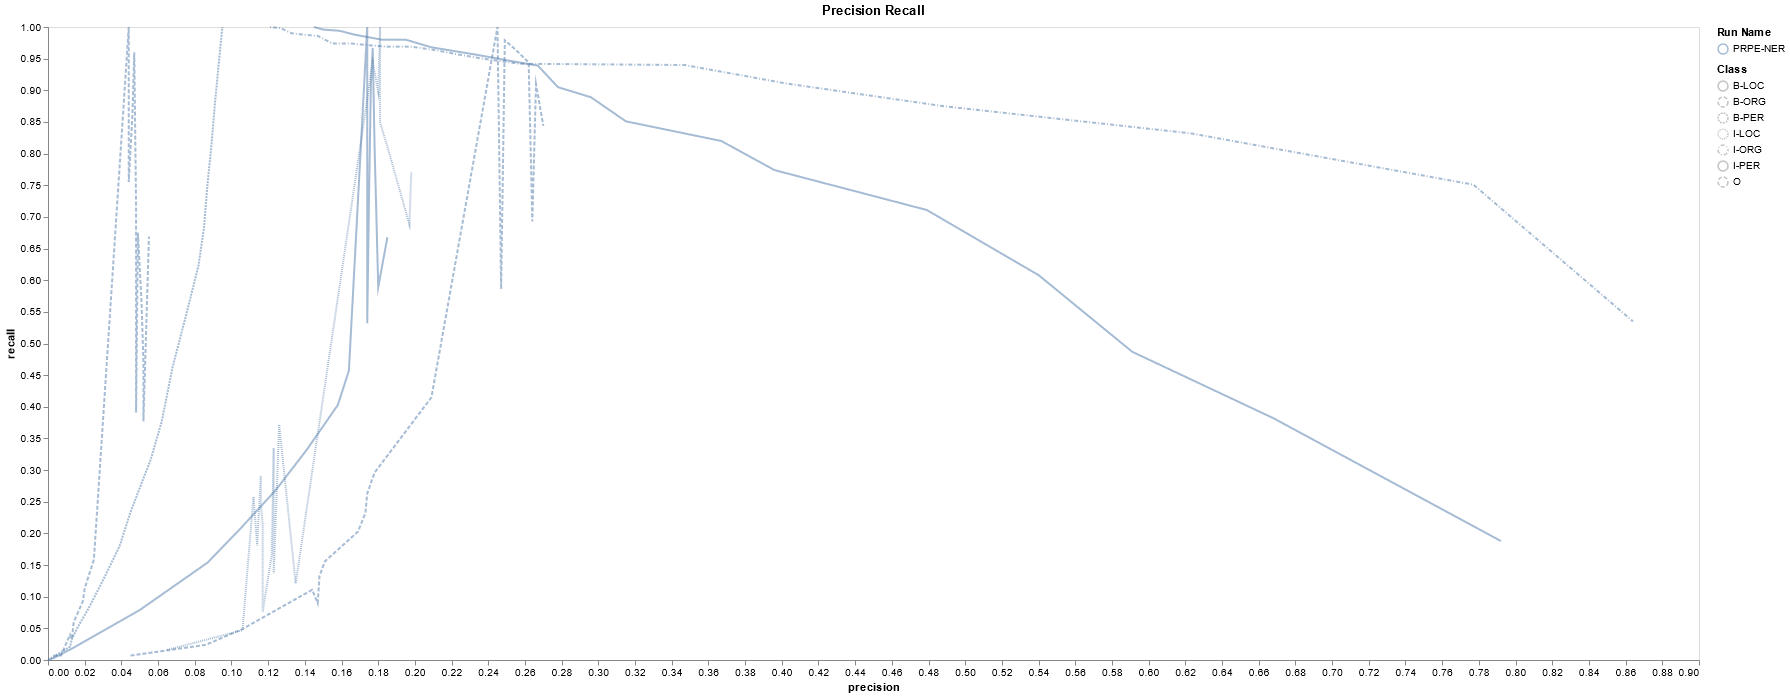 Precision Recall
1.00
0.95
0.90
0.85
0.80
0.75
0.70
0.65
0.60
0.55
0.50
0.45
0.40
0.35
0.30
0.25
0.20
0.15
0.10
0.05
0.00
recall
0.00 0.02 0.04 0.06 0.08 0.10 0.12 0.14 0.16 0.18 0.20 0.22 0.24 0.26 0.28 0.30 0.32 0.34 0.36 0.38 0.40 0.42 0.44 0.46 0.48 0.50 0.52 0.54 0.56 0.58 0.60 0.62 0.64 0.66 0.68 0.70 0.72 0.74 0.76 0.78 0.80 0.82 0.84 0.86 0.88 0.90
precision
Run Name
PRPE-NER
Class
B-LOC
B-ORG
B-PER
I-LOC
I-ORG
I-PER
O